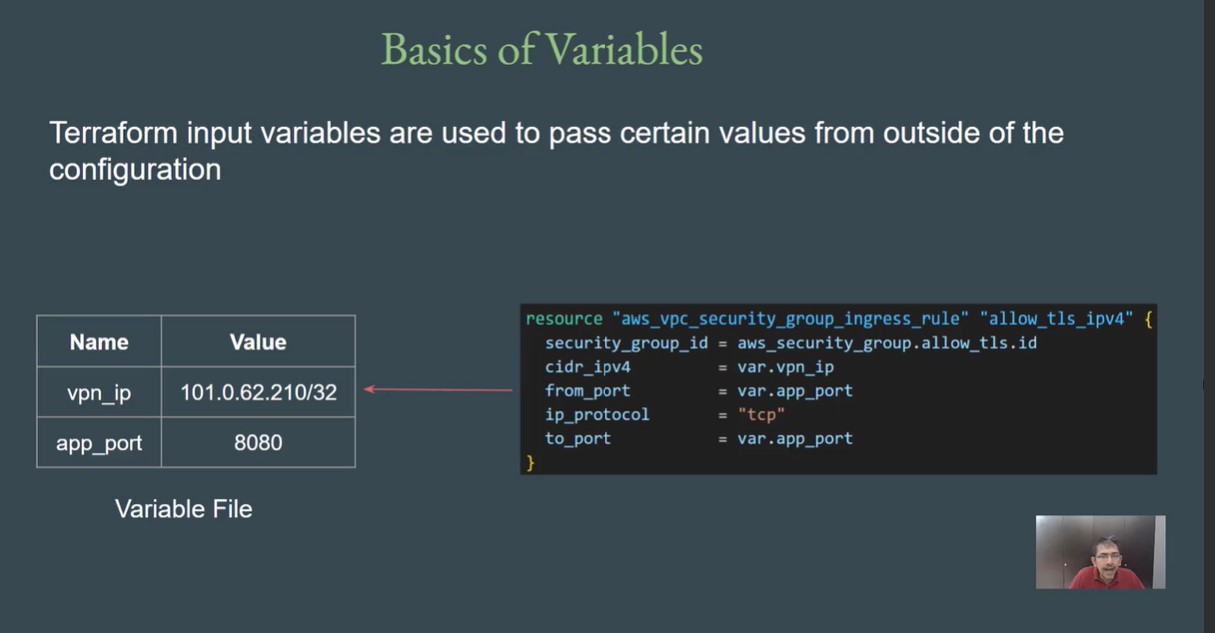 Basics of Variables
Terraform input variables are used to pass certain values from outside of the
configuration
Name Value
vpn_ip 101.0.62.210/32
app_port 8080
Variable File
resource "aws_vpc_security_group_ingress_rule" "allow_tls_ipv4" {
  security_group_id = aws_security_group.allow_tls.id
  cidr_ipv4         = var.vpn_ip
  from_port         = var.app_port
  ip_protocol       = "tcp"
  to_port           = var.app_port
}